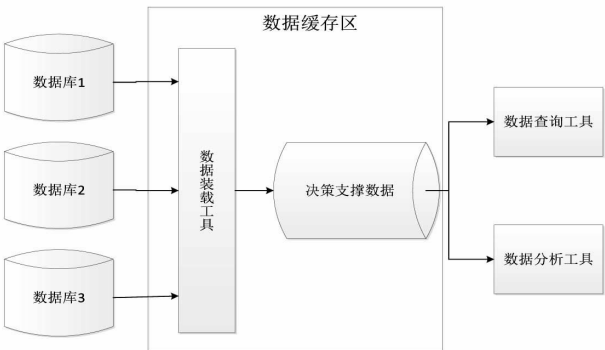 数据缓存区
数据库1
数据库2
数据库3
数据装载工具
决策支撑数据
数据查询工具
数据分析工具